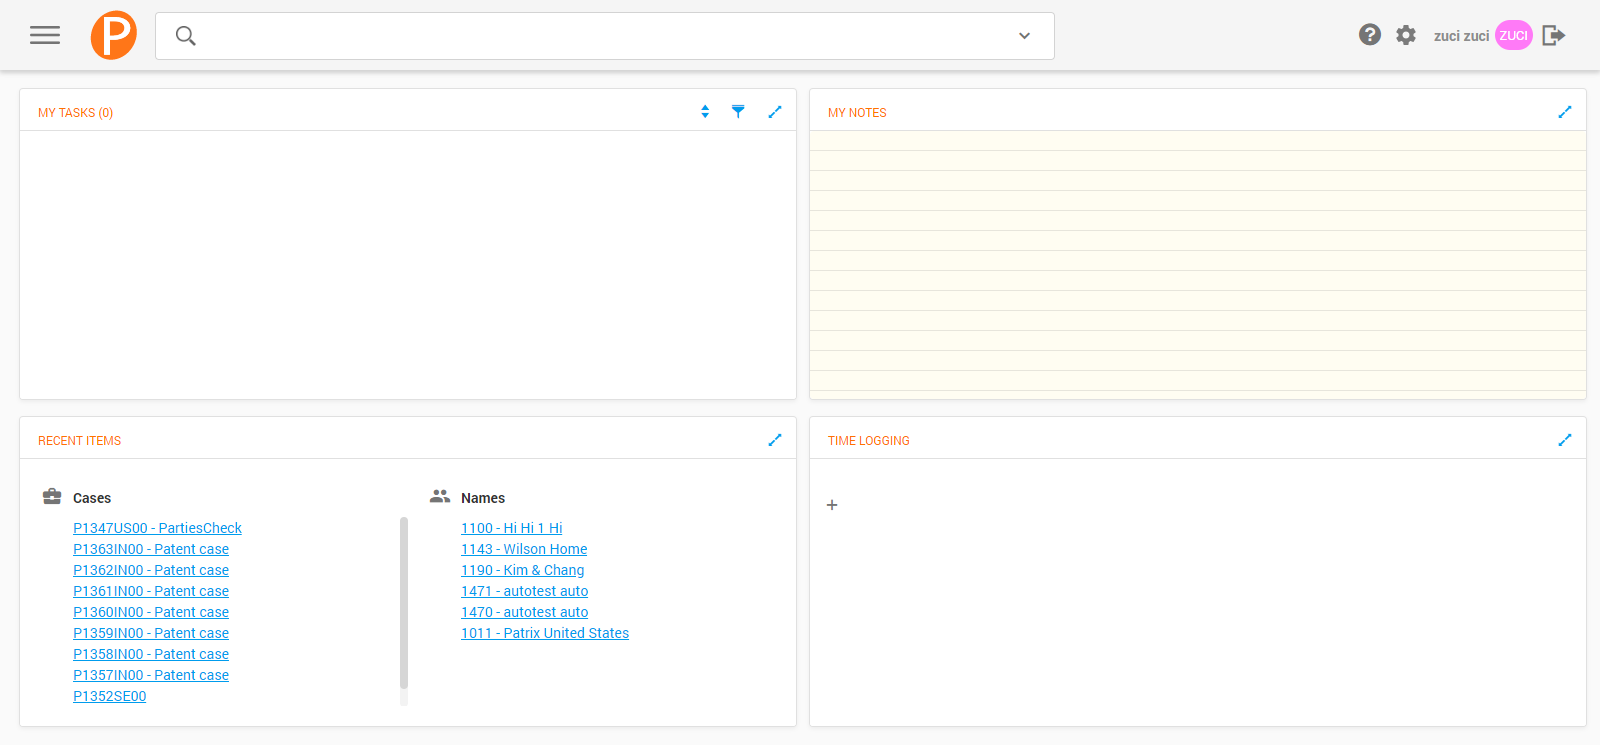 P
? zuci zuci ZUCI
MY TASKS (0)
MY NOTES
RECENT ITEMS
Cases
P1347US00 - PartiesCheck
P1363IN00 - Patent case
P1362IN00 - Patent case
P1361IN00 - Patent case
P1360IN00 - Patent case
P1359IN00 - Patent case
P1358IN00 - Patent case
P1357IN00 - Patent case
P1352SE00
Names
1100 - Hi Hi 1 Hi
1143 - Wilson Home
1190 - Kim & Chang
1471 - autotest auto
1470 - autotest auto
1011 - Patrix United States
TIME LOGGING
+